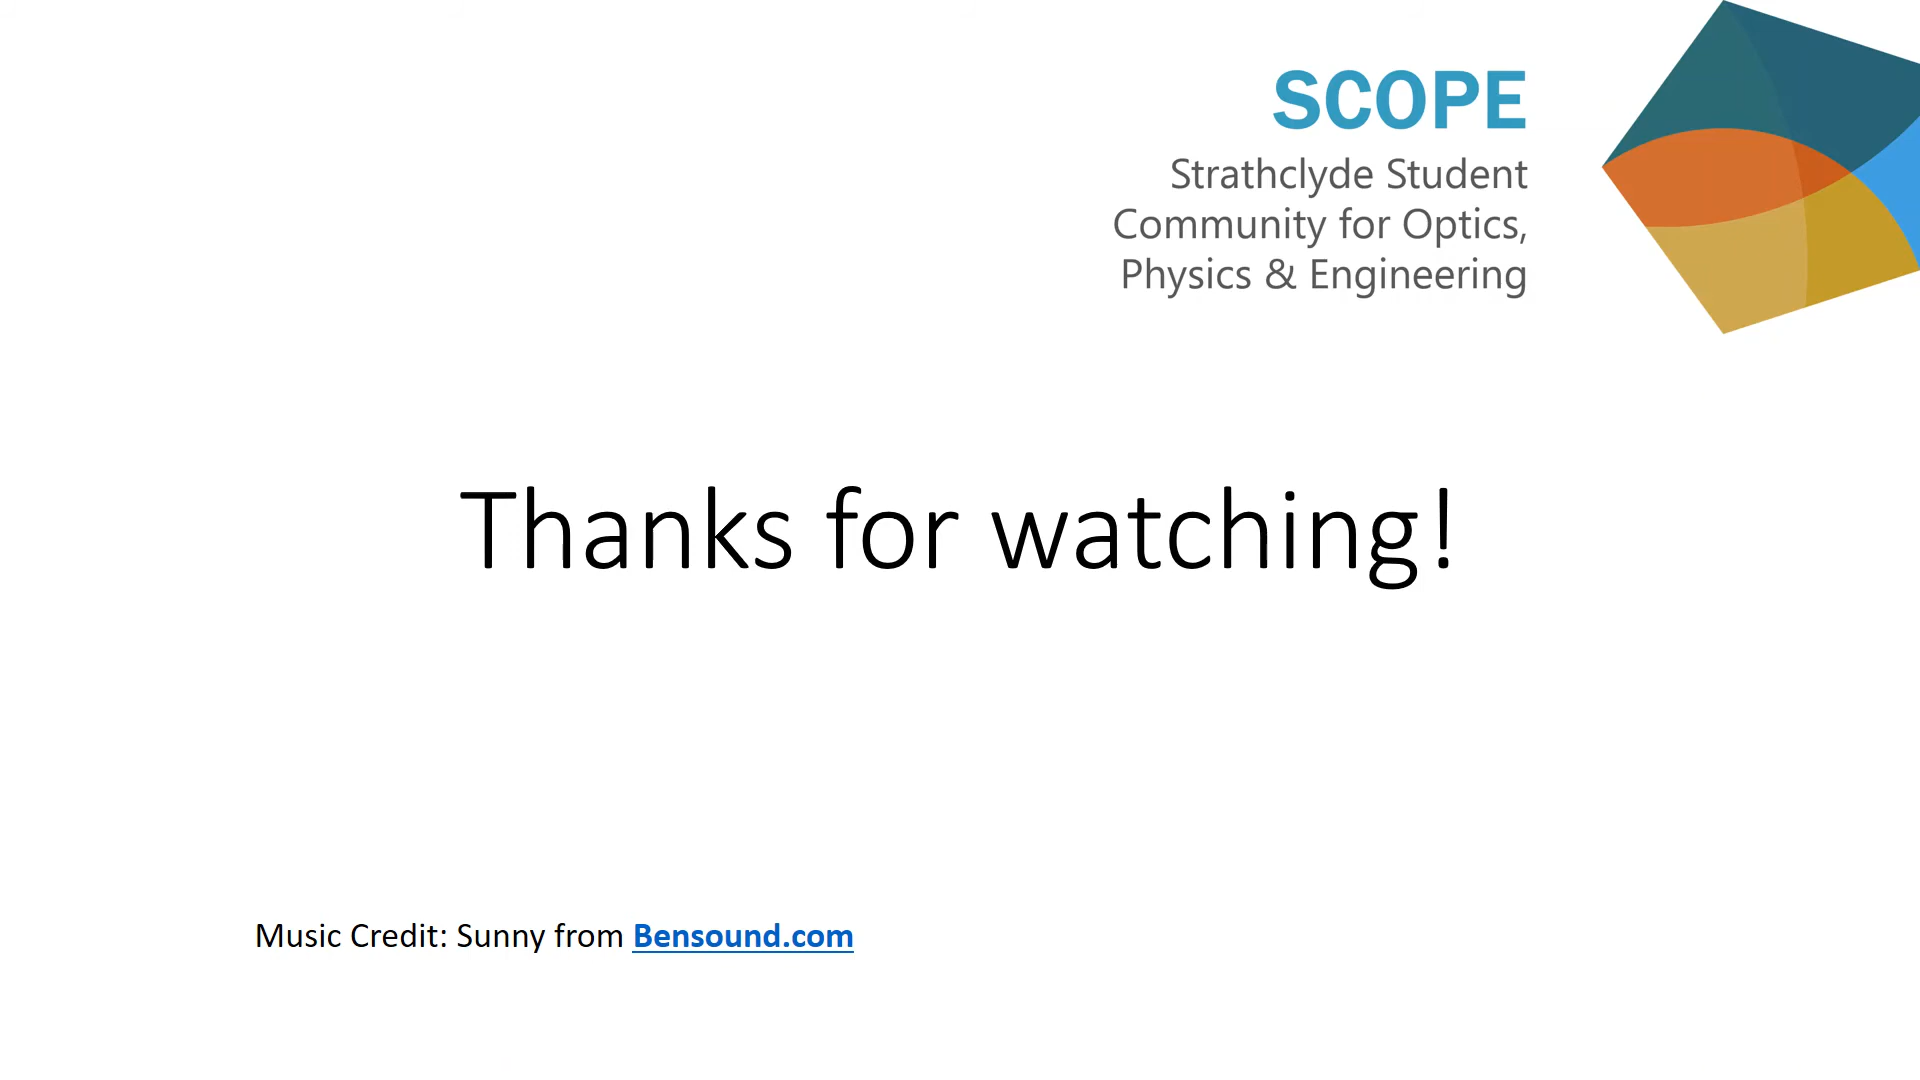 SCOPE
Strathclyde Student
Community for Optics,
Physics & Engineering
Thanks for watching!
Music Credit: Sunny from Bensound.com